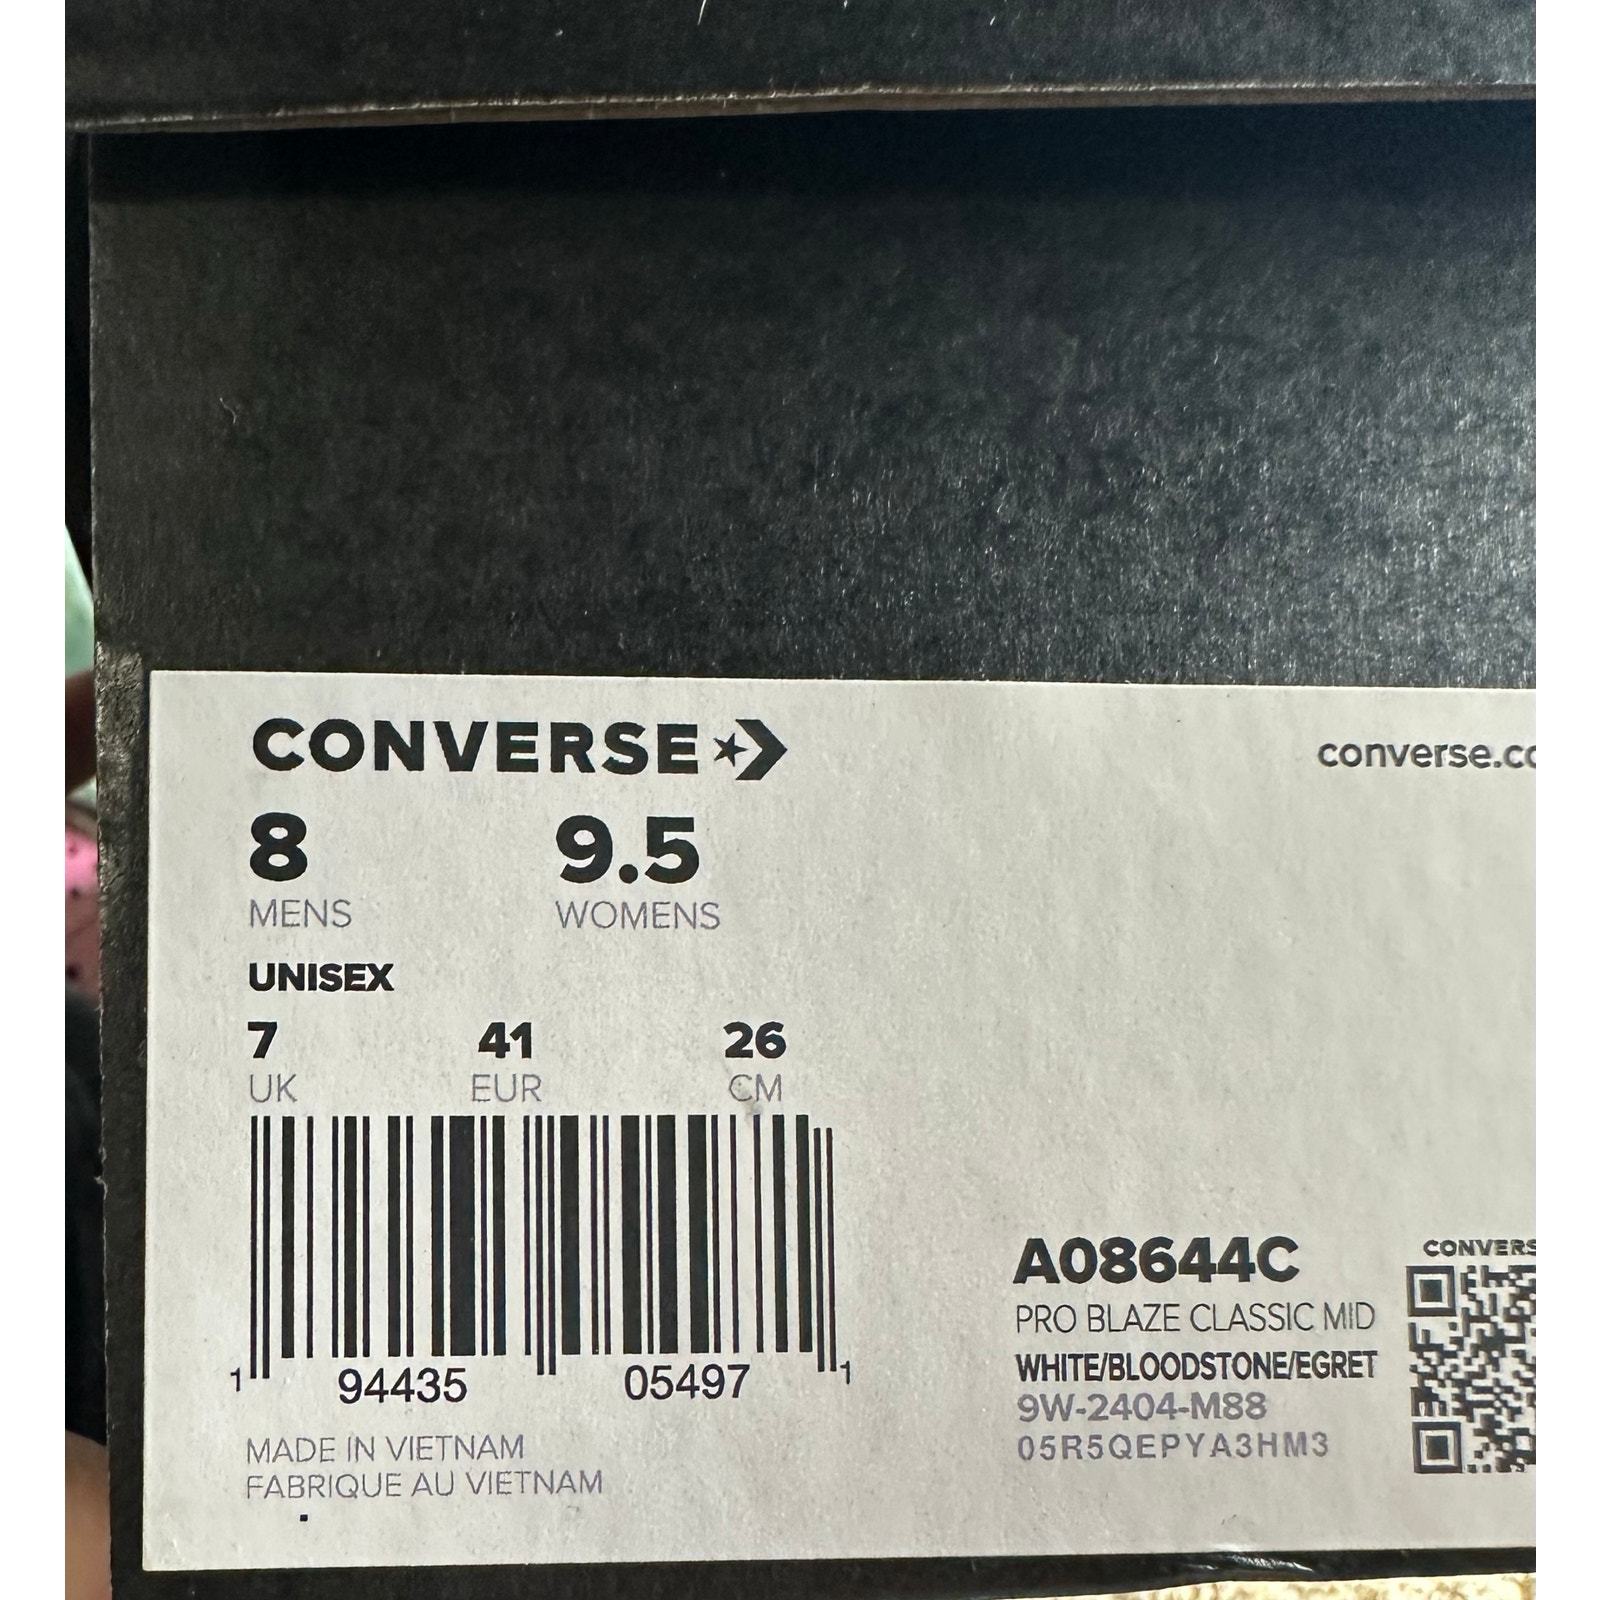 CONVERSE
converse.co
8 9.5
MENS WOMENS
UNISEX
7 41 26
UK EUR CM
1 94435 05497 1
MADE IN VIETNAM
FABRIQUE AU VIETNAM
A08644C
PRO BLAZE CLASSIC MID
WHITE/BLOODSTONE/EGRET
9W-2404-M88
05R5QEPYA3HM3
CONVERS